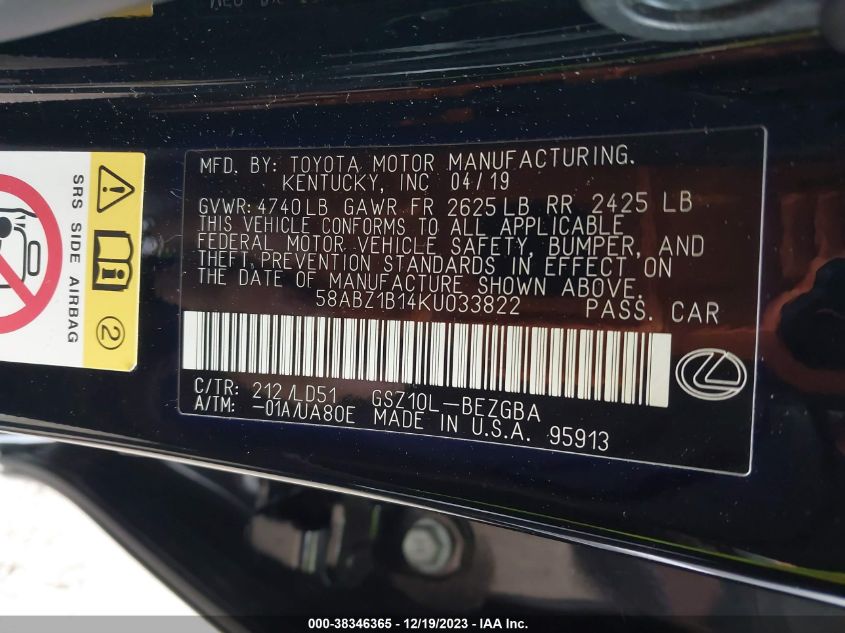 MFD. BY: TOYOTA MOTOR MANUFACTURING.
KENTUCKY, INC 04/19
GVWR: 4740LB GAWR FR 2625LB RR 2425 LB
THIS VEHICLE CONFORMS TO ALL APPLICABLE
FEDERAL MOTOR VEHICLE SAFETY, BUMPER, AND
THEFT PREVENTION STANDARDS IN EFFECT ON
THE DATE OF MANUFACTURE SHOWN ABOVE.
58ABZ1B14KU033822 PASS. CAR
C/TR: 212/LD51 GSZ10L-BEZGBA
A/TM: -01A/UA80E MADE IN U.S.A. 95913
SRS SIDE AIRBAG
2
000-38346365 - 12/19/2023 - IAA Inc.